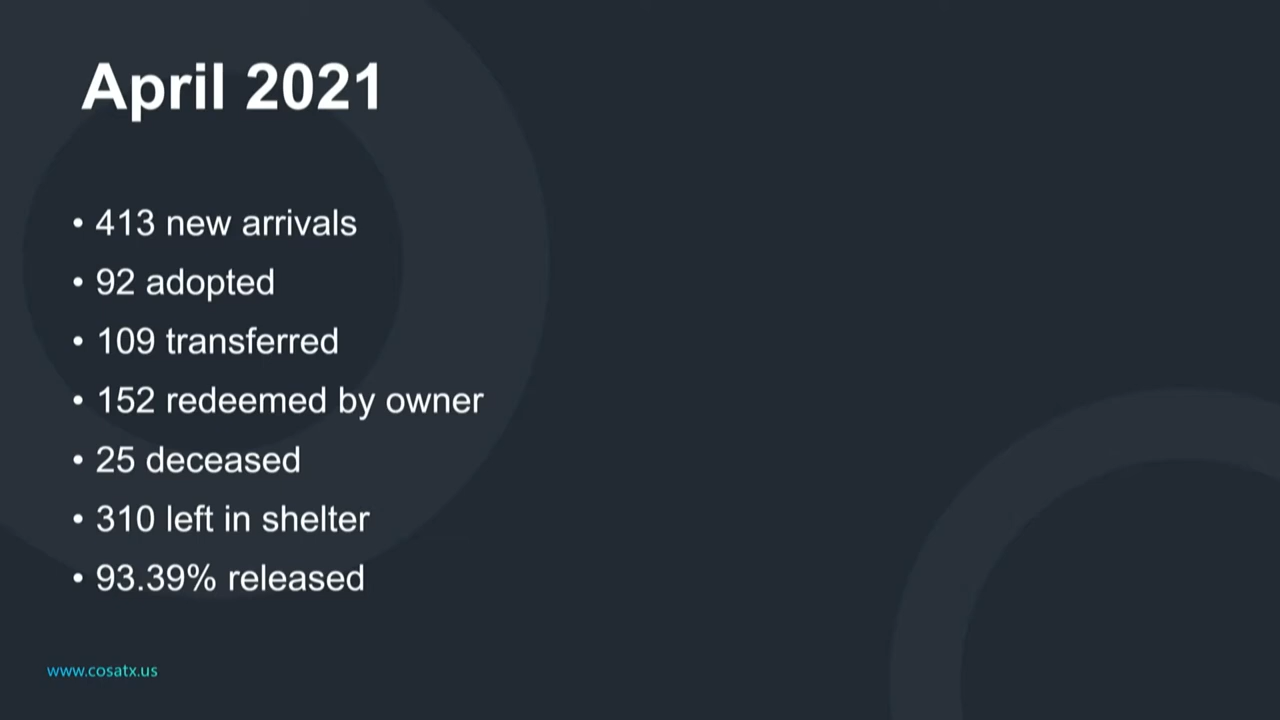 April 2021
• 413 new arrivals
• 92 adopted
• 109 transferred
• 152 redeemed by owner
• 25 deceased
• 310 left in shelter
• 93.39% released
www.cosatx.us